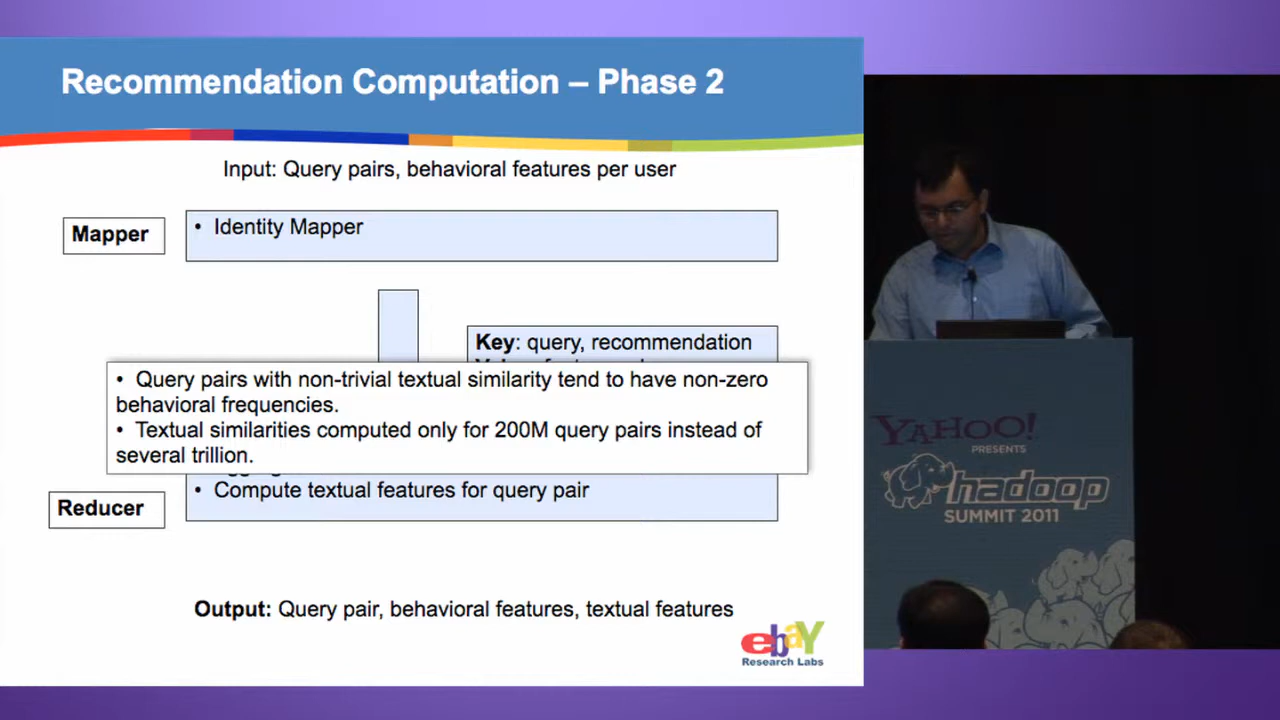 Recommendation Computation – Phase 2
Input: Query pairs, behavioral features per user
Mapper
• Identity Mapper
Key: query, recommendation
• Query pairs with non-trivial textual similarity tend to have non-zero
behavioral frequencies.
• Textual similarities computed only for 200M query pairs instead of
several trillion.
Reducer
• Compute textual features for query pair
Output: Query pair, behavioral features, textual features
ebay
Research Labs
YAHOO!
PRESENTS
hadoop
SUMMIT 2011